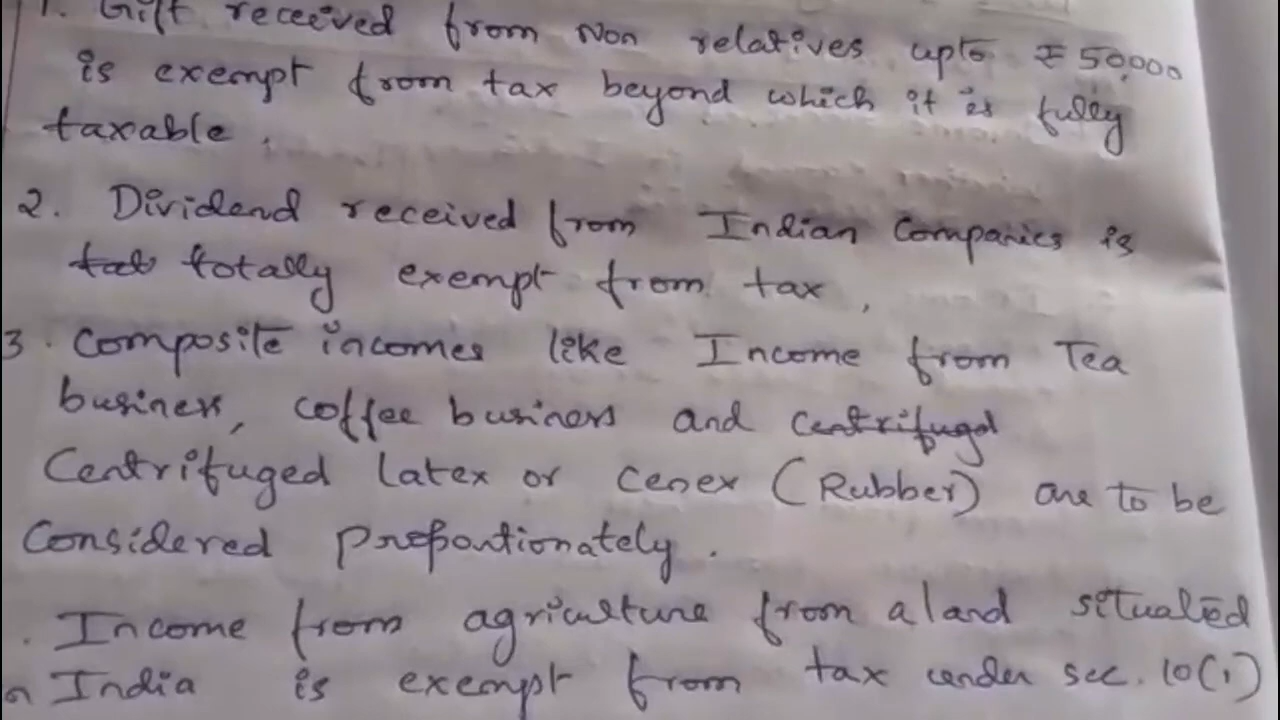 1. Gift received from Non relatives upto ₹ 50,000
is exempt from tax beyond which it is fully
taxable.
2. Dividend received from Indian Companies is
tot totally exempt from tax,
3. Composite incomes like Income from Tea
business, coffee business and centrifugal
Centrifuged latex or cenex (Rubber) are to be
Considered proportionately.
. Income from agriculture from a land situated
n India is exempt from tax under sec. 10(1)